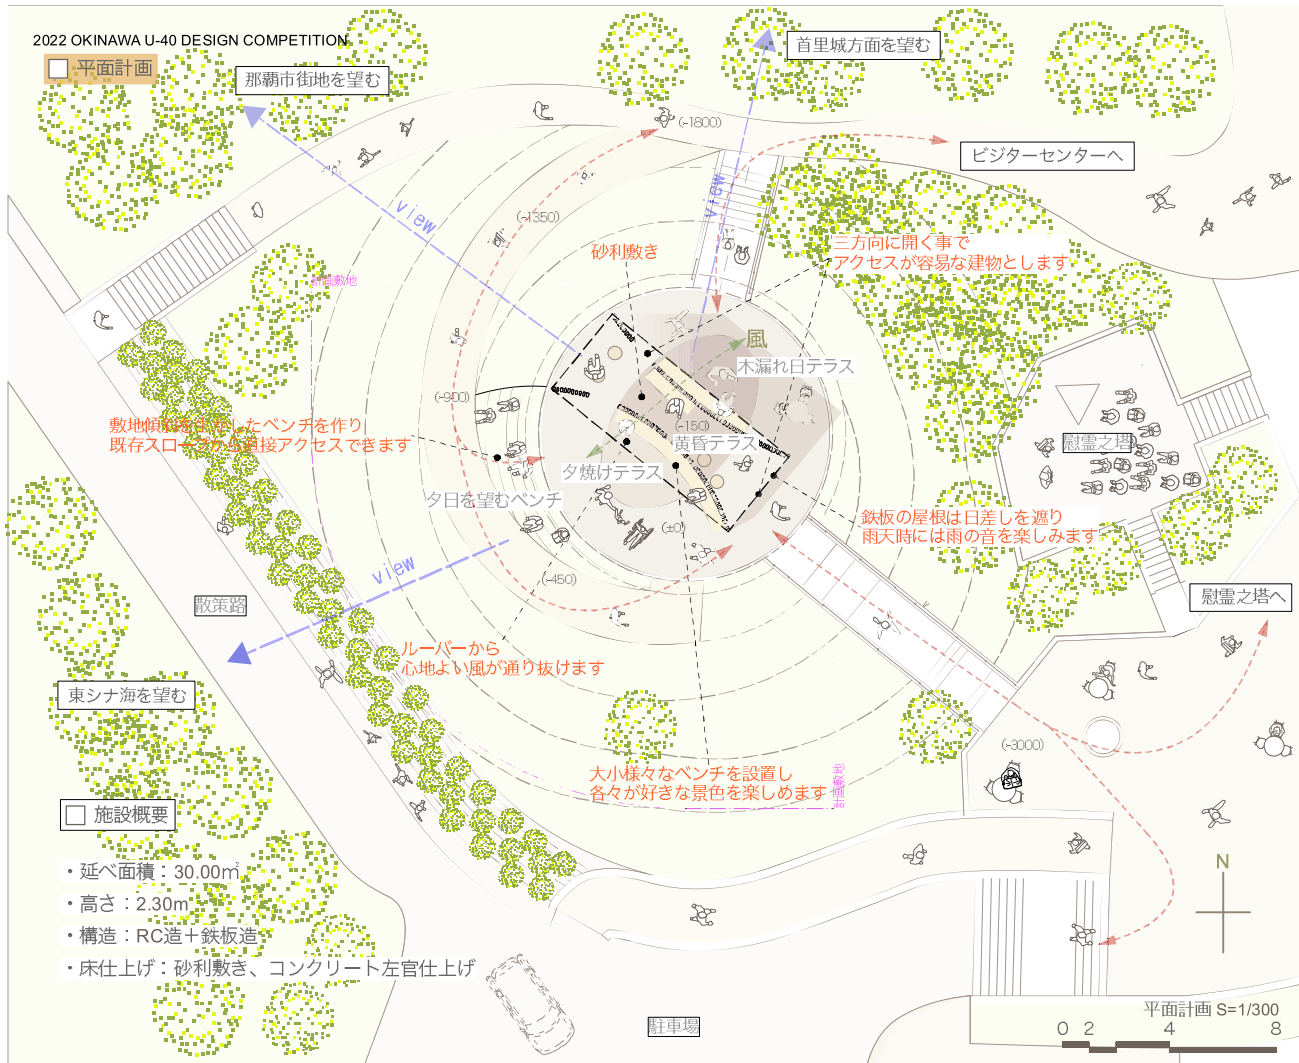 2022 OKINAWA U-40 DESIGN COMPETITION
平面計画
那覇市街地を望む
首里城方面を望む
ビジターセンターへ
(-1800)
view
view
(-1350)
砂利敷き
三方向に開く事で
アクセスが容易な建物とします
計画敷地
風
木漏れ日テラス
(-900)
(-150)
黄昏テラス
慰霊之塔
既存スロープから直接アクセスできます
夕焼けテラス
夕日を望むベンチ
(±0)
鉄板の屋根は日差しを遮り
雨天時には雨の音を楽しみます
view
(-450)
散策路
慰霊之塔へ
ルーバーから
心地よい風が通り抜けます
東シナ海を望む
(-3000)
大小様々なベンチを設置し
各々が好きな景色を楽しめます
計画敷地
施設概要
・延べ面積：30.00㎡
・高さ：2.30m
・構造：RC造＋鉄板造
・床仕上げ：砂利敷き、コンクリート左官仕上げ
N
駐車場
平面計画 S=1/300
0 2 4 8